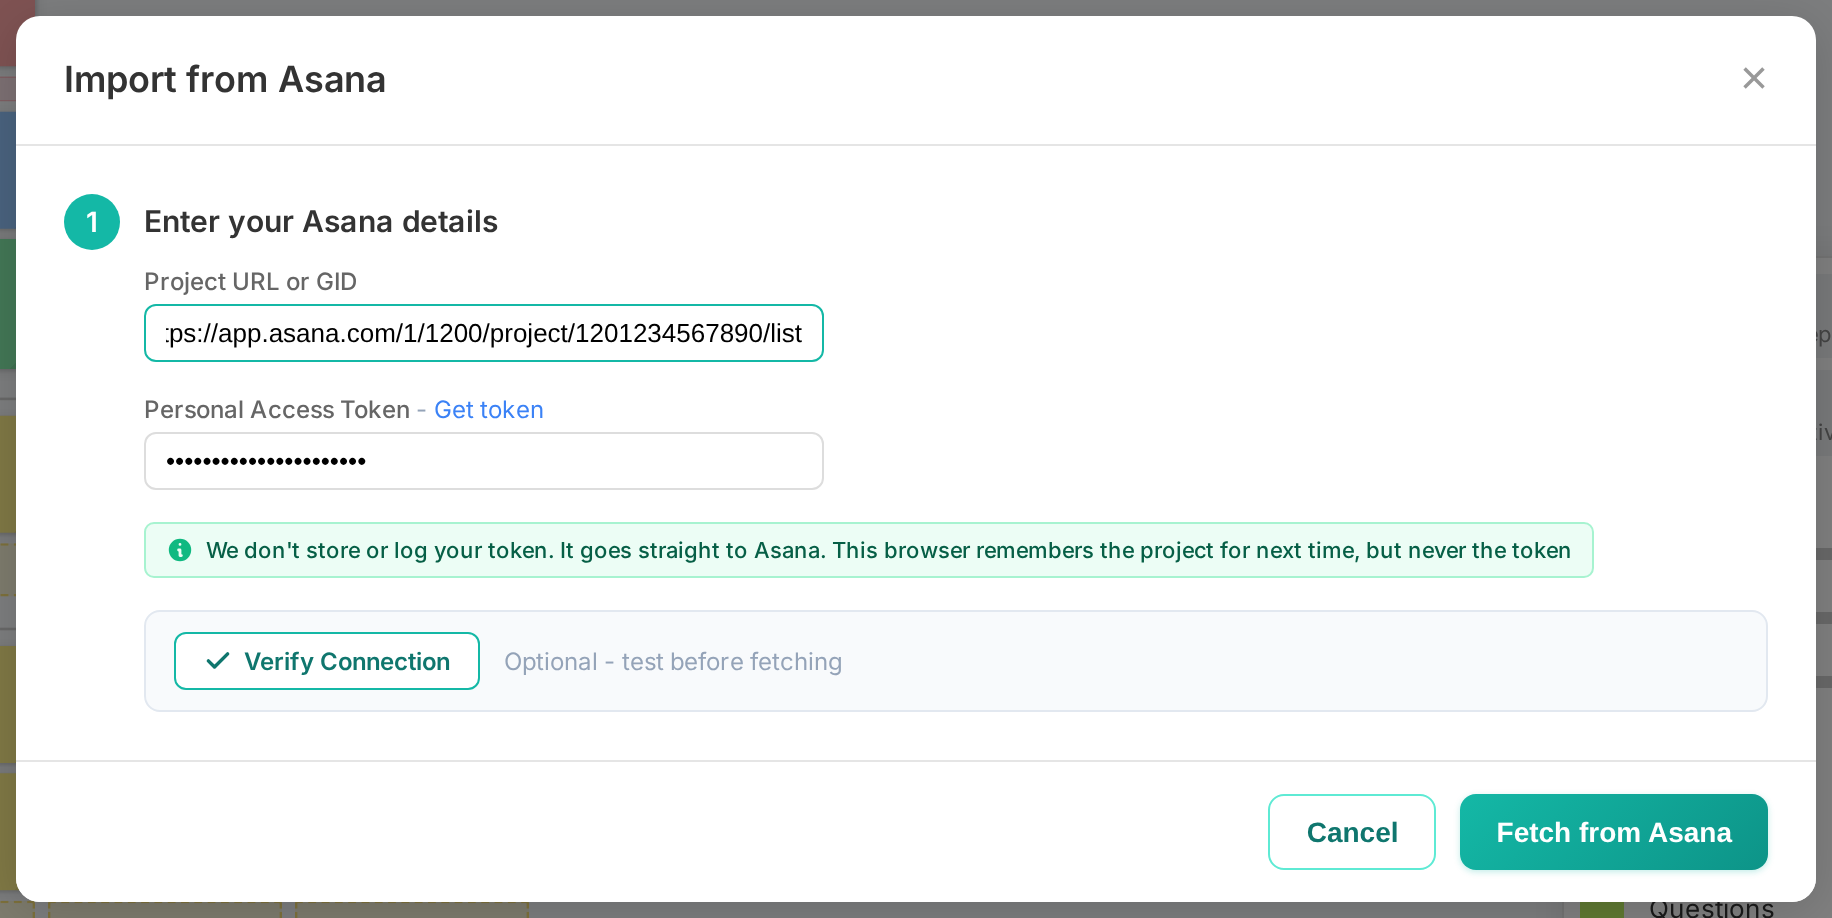 Import from Asana
1
Enter your Asana details
Project URL or GID
tps://app.asana.com/1/1200/project/1201234567890/list
Personal Access Token - Get token
••••••••••••••••••••••
We don't store or log your token. It goes straight to Asana. This browser remembers the project for next time, but never the token
Verify Connection
Optional - test before fetching
Cancel
Fetch from Asana
Questions